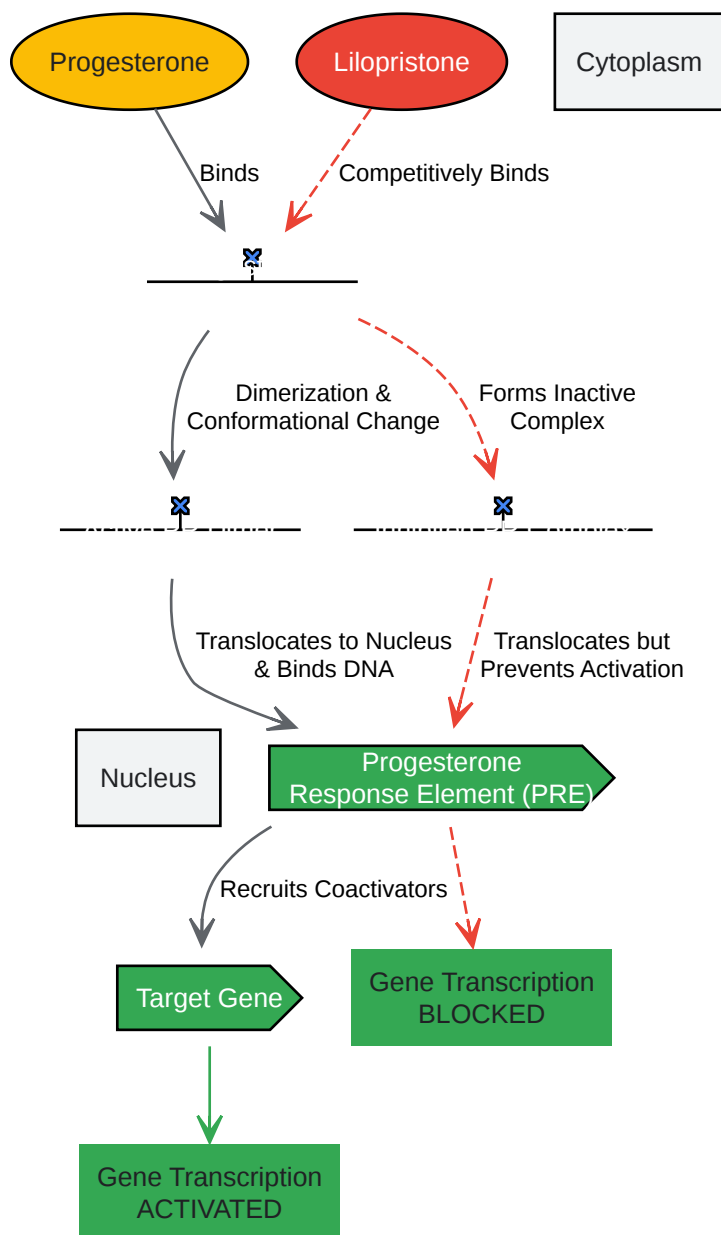 Progesterone
Lilopristone
Cytoplasm
Binds
Competitively Binds
Dimerization &
Conformational Change
Forms Inactive
Complex
Translocates to Nucleus
& Binds DNA
Translocates but
Prevents Activation
Nucleus
Progesterone
Response Element (PRE)
Recruits Coactivators
Target Gene
Gene Transcription
BLOCKED
Gene Transcription
ACTIVATED